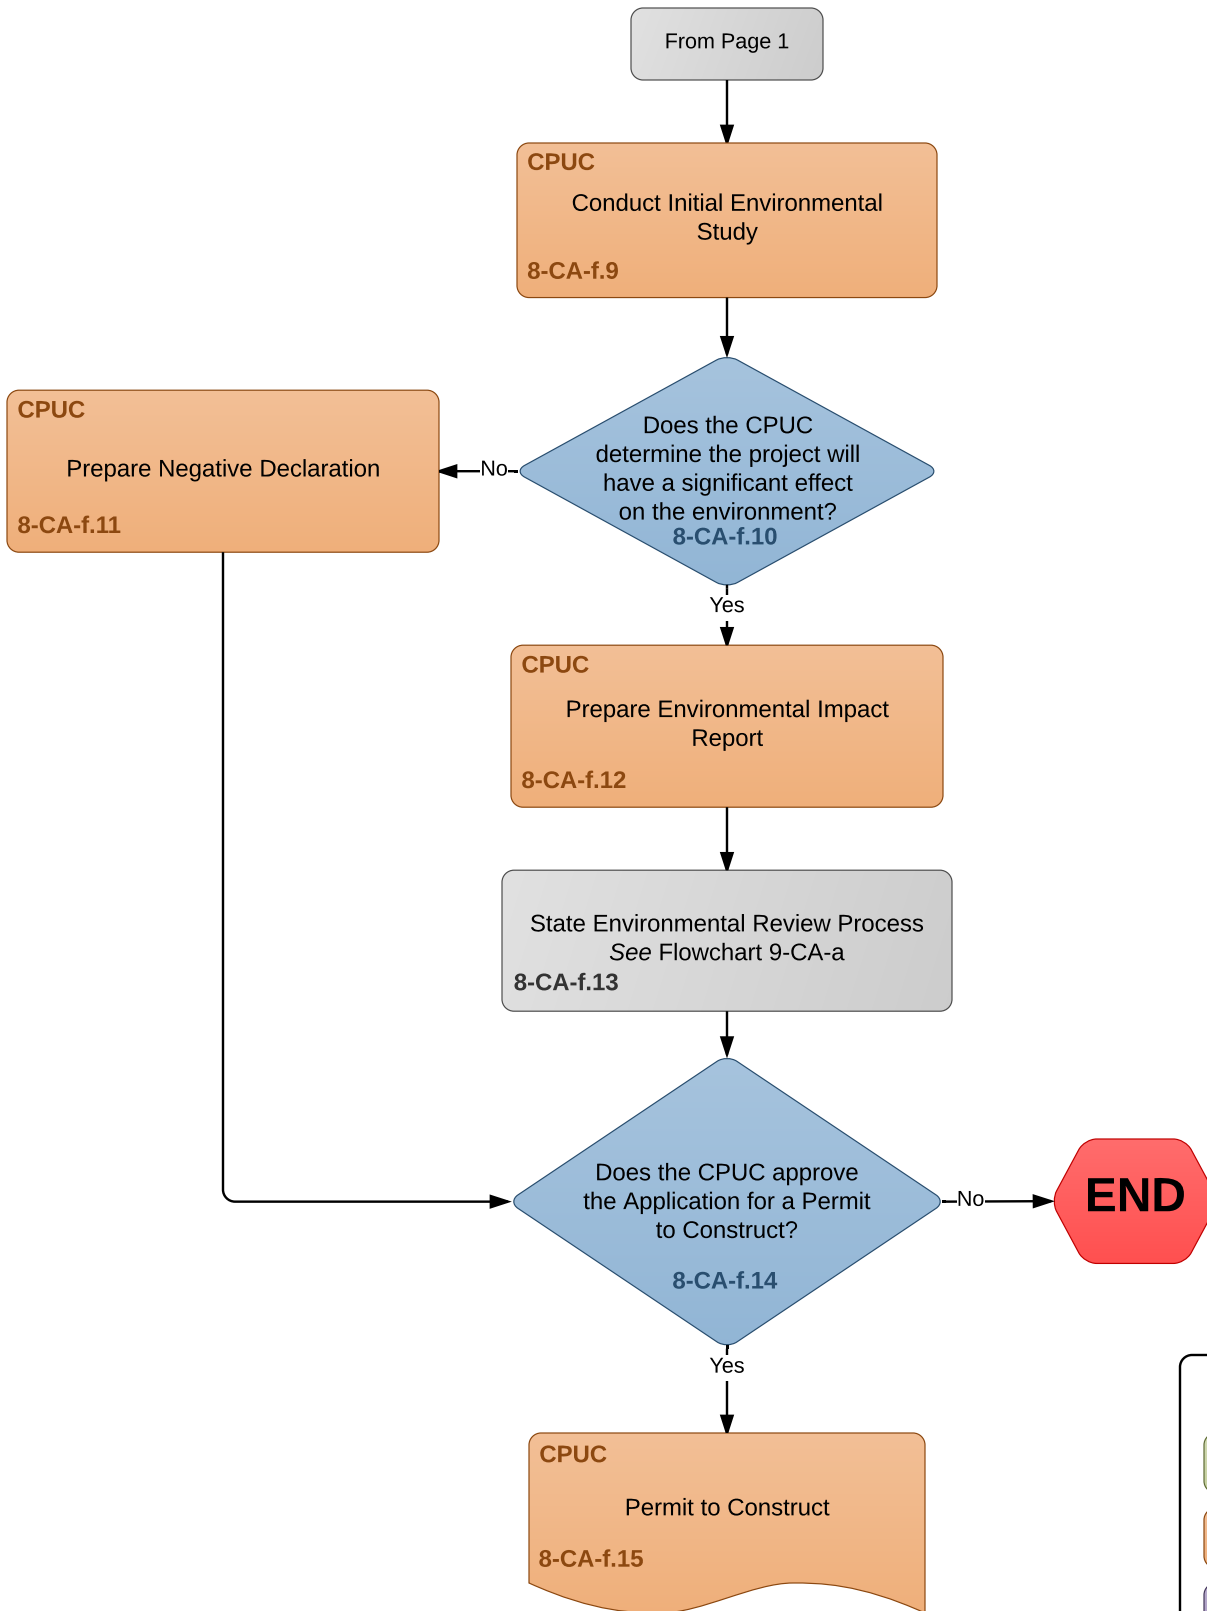 From Page 1
CPUC
Conduct Initial Environmental
Study
8-CA-f.9
CPUC
Prepare Negative Declaration
8-CA-f.11
No
Does the CPUC
determine the project will
have a significant effect
on the environment?
8-CA-f.10
Yes
CPUC
Prepare Environmental Impact
Report
8-CA-f.12
State Environmental Review Process
See Flowchart 9-CA-a
8-CA-f.13
Does the CPUC approve
the Application for a Permit
to Construct?
8-CA-f.14
No
END
Yes
CPUC
Permit to Construct
8-CA-f.15